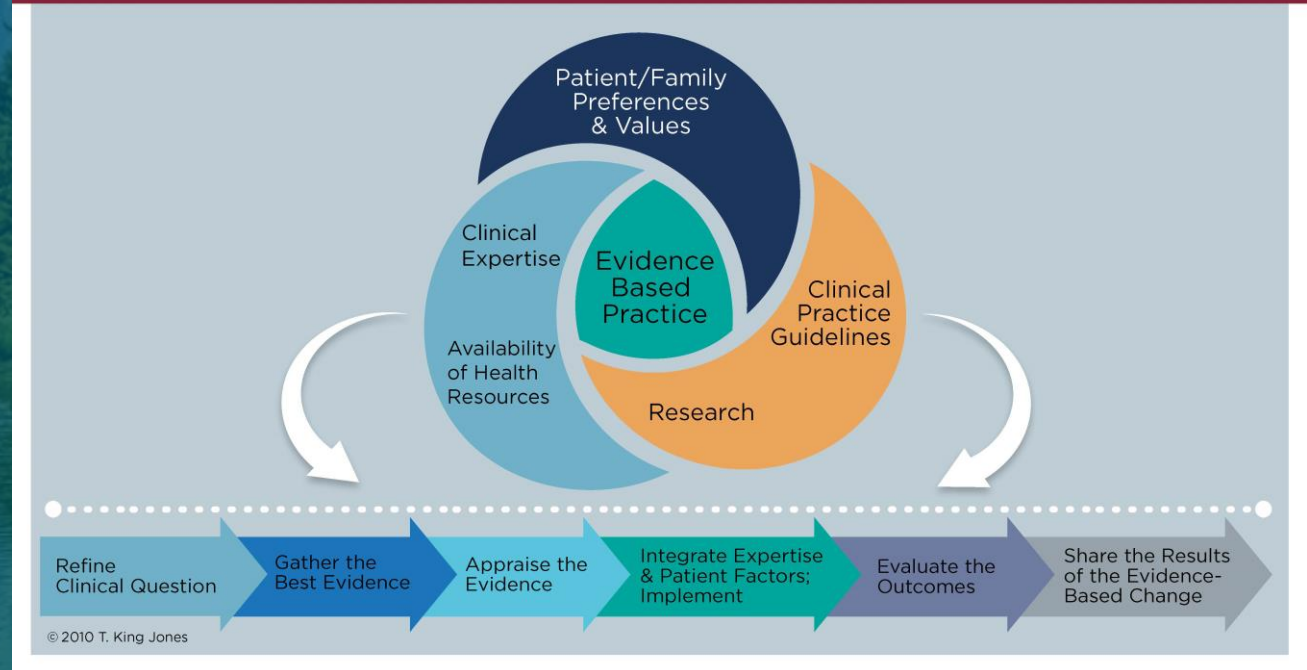 Patient/Family
Preferences
& Values
Clinical
Expertise
Availability
of Health
Resources
Evidence
Based
Practice
Clinical
Practice
Guidelines
Research
Refine
Clinical Question
Gather the
Best Evidence
Appraise the
Evidence
Integrate Expertise
& Patient Factors;
Implement
Evaluate the
Outcomes
Share the Results
of the Evidence-
Based Change
© 2010 T. King Jones